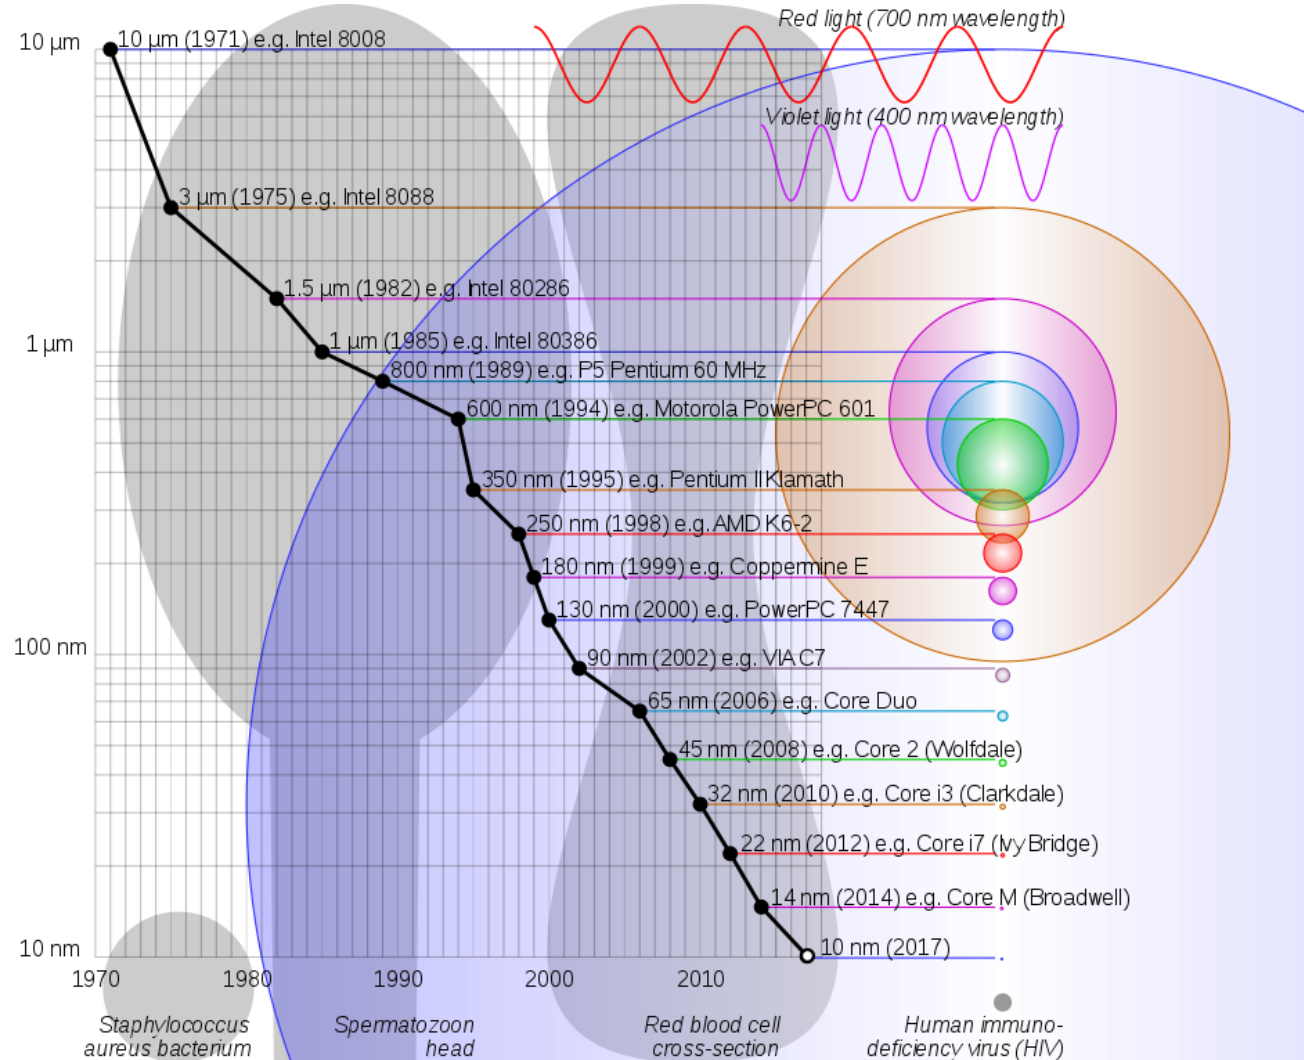 Red light (700 nm wavelength)
10 µm
10 µm (1971) e.g. Intel 8008
Violet light (400 nm wavelength)
3 µm (1975) e.g. Intel 8088
1.5 µm (1982) e.g. Intel 80286
1 µm
1 µm (1985) e.g. Intel 80386
800 nm (1989) e.g. P5 Pentium 60 MHz
600 nm (1994) e.g. Motorola PowerPC 601
350 nm (1995) e.g. Pentium II Klamath
250 nm (1998) e.g. AMD K6-2
180 nm (1999) e.g. Coppermine E
130 nm (2000) e.g. PowerPC 7447
100 nm
90 nm (2002) e.g. VIA C7
65 nm (2006) e.g. Core Duo
45 nm (2008) e.g. Core 2 (Wolfdale)
32 nm (2010) e.g. Core i3 (Clarkdale)
22 nm (2012) e.g. Core i7 (Ivy Bridge)
14 nm (2014) e.g. Core M (Broadwell)
10 nm
10 nm (2017)
1970 1980 1990 2000 2010
Staphylococcus
aureus bacterium
Spermatozoon
head
Red blood cell
cross-section
Human immuno-
deficiency virus (HIV)